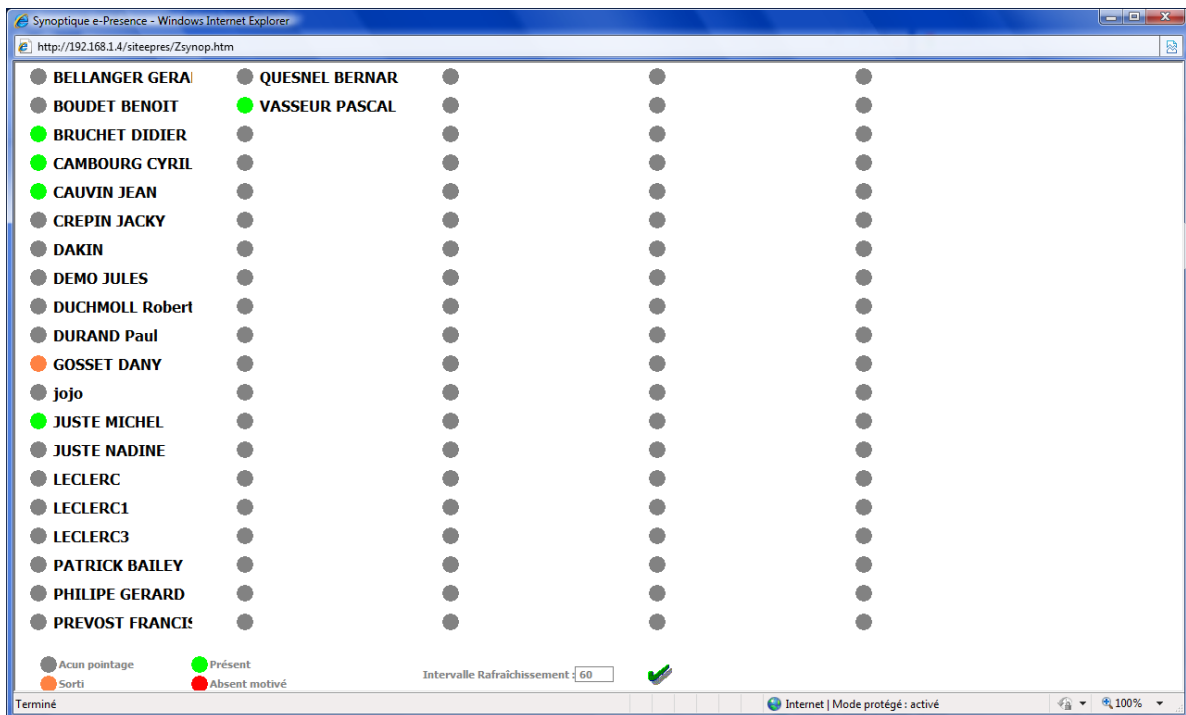 Synoptique e-Presence - Windows Internet Explorer
http://192.168.1.4/siteepres/Zsynop.htm
BELLANGER GERAI QUESNEL BERNAR
BOUDET BENOIT VASSEUR PASCAL
BRUCHET DIDIER
CAMBOURG CYRIL
CAUVIN JEAN
CREPIN JACKY
DAKIN
DEMO JULES
DUCHMOLL Robert
DURAND Paul
GOSSET DANY
jojo
JUSTE MICHEL
JUSTE NADINE
LECLERC
LECLERC1
LECLERC3
PATRICK BAILEY
PHILIPE GERARD
PREVOST FRANCIS
Acun pointage Présent
Intervalle Rafraîchissement : 60
Sorti Absent motivé
Terminé Internet | Mode protégé : activé 100%